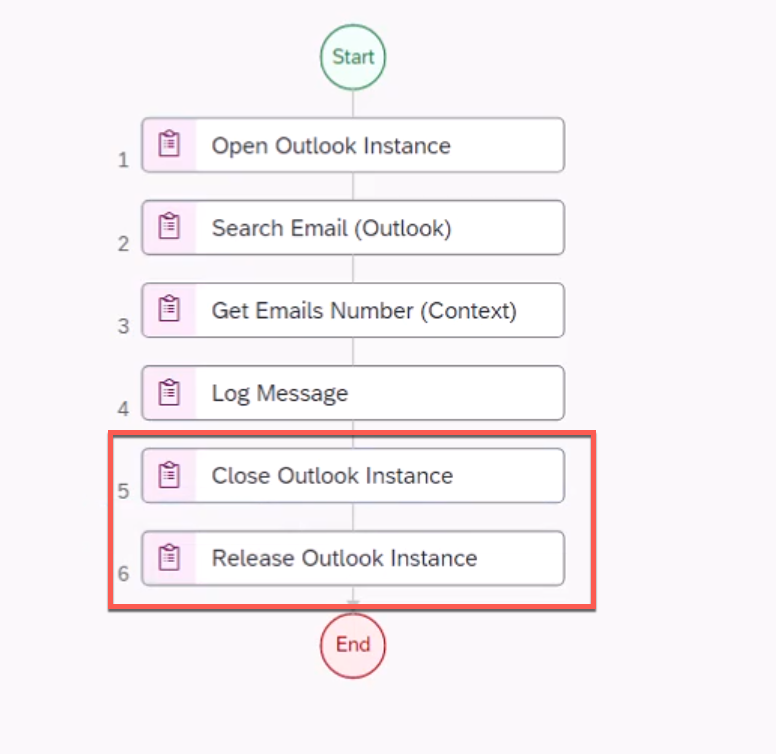 Start
1 Open Outlook Instance
2 Search Email (Outlook)
3 Get Emails Number (Context)
4 Log Message
5 Close Outlook Instance
6 Release Outlook Instance
End